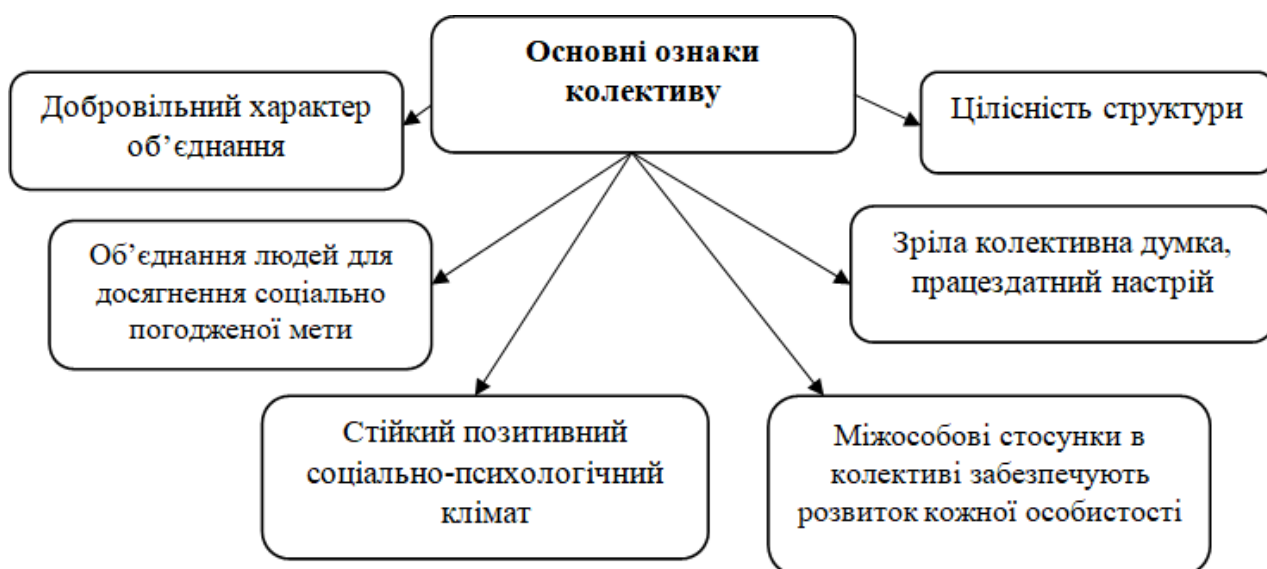 Основні ознаки
колективу
Добровільний характер
об’єднання
Цілісність структури
Об’єднання людей для
досягнення соціально
погодженої мети
Зріла колективна думка,
працездатний настрій
Стійкий позитивний
соціально-психологічний
клімат
Міжособові стосунки в
колективі забезпечують
розвиток кожної особистості